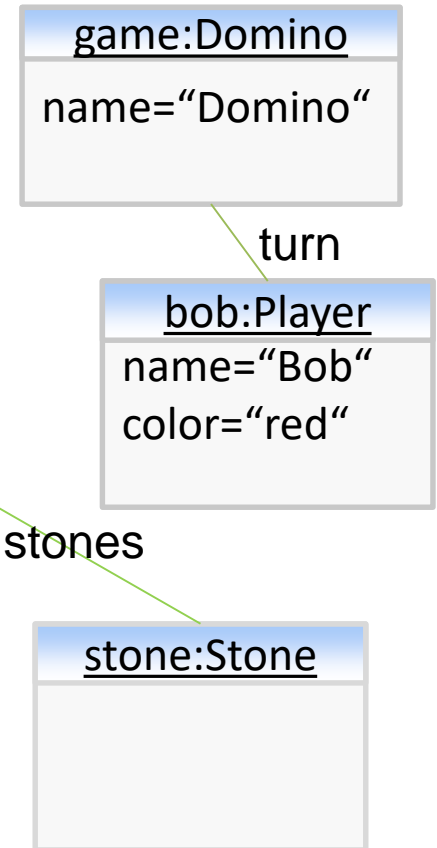 game:Domino
name=“Domino“
turn
bob:Player
name=“Bob“
color=“red“
stones
stone:Stone